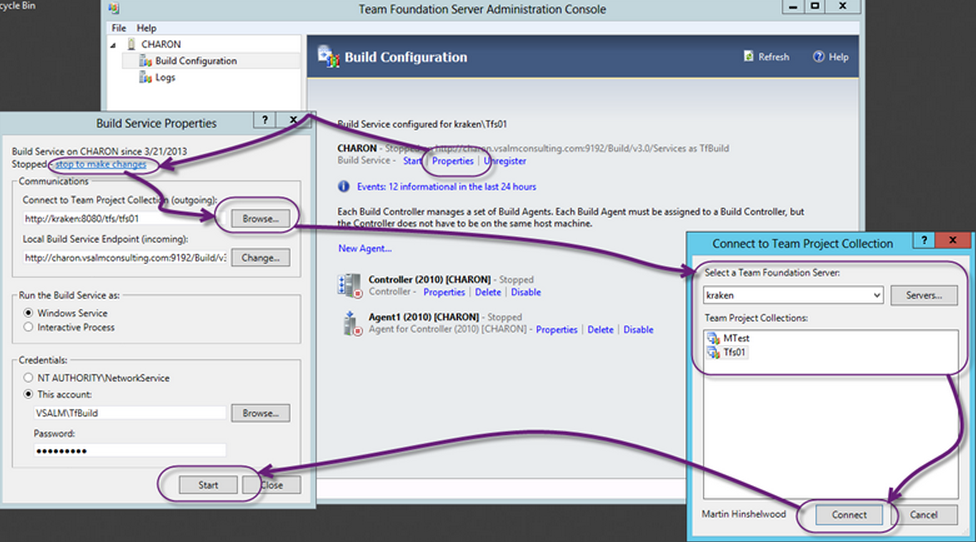 cycle Bin
Team Foundation Server Administration Console
File Help
CHARON
Build Configuration
Logs
Build Configuration
Refresh
Help
Build Service configured for kraken\Tfs01
CHARON - Stopped on http://charon.vsalmconsulting.com:9192/Build/v3.0/Services as TfBuild
Build Service - Start | Properties | Unregister
Events: 12 informational in the last 24 hours
Each Build Controller manages a set of Build Agents. Each Build Agent must be assigned to a Build Controller, but
the Controller does not have to be on the same host machine.
New Agent...
Controller (2010) [CHARON] - Stopped
Controller - Properties | Delete | Disable
Agent1 (2010) [CHARON] - Stopped
Agent for Controller (2010) [CHARON] - Properties | Delete | Disable
Build Service Properties
? X
Build Service on CHARON since 3/21/2013
Stopped - stop to make changes
Communications
Connect to Team Project Collection (outgoing):
http://kraken:8080/tfs/tfs01
Browse...
Local Build Service Endpoint (incoming):
http://charon.vsalmconsulting.com:9192/Build/v3
Change...
Run the Build Service as:
Windows Service
Interactive Process
Credentials:
NT AUTHORITY\NetworkService
This account:
VSALM\TfBuild
Browse...
Password:
●●●●●●●●●
Start
Close
Connect to Team Project Collection
? X
Select a Team Foundation Server:
kraken
Servers...
Team Project Collections:
MTest
Tfs01
Martin Hinshelwood
Connect
Cancel